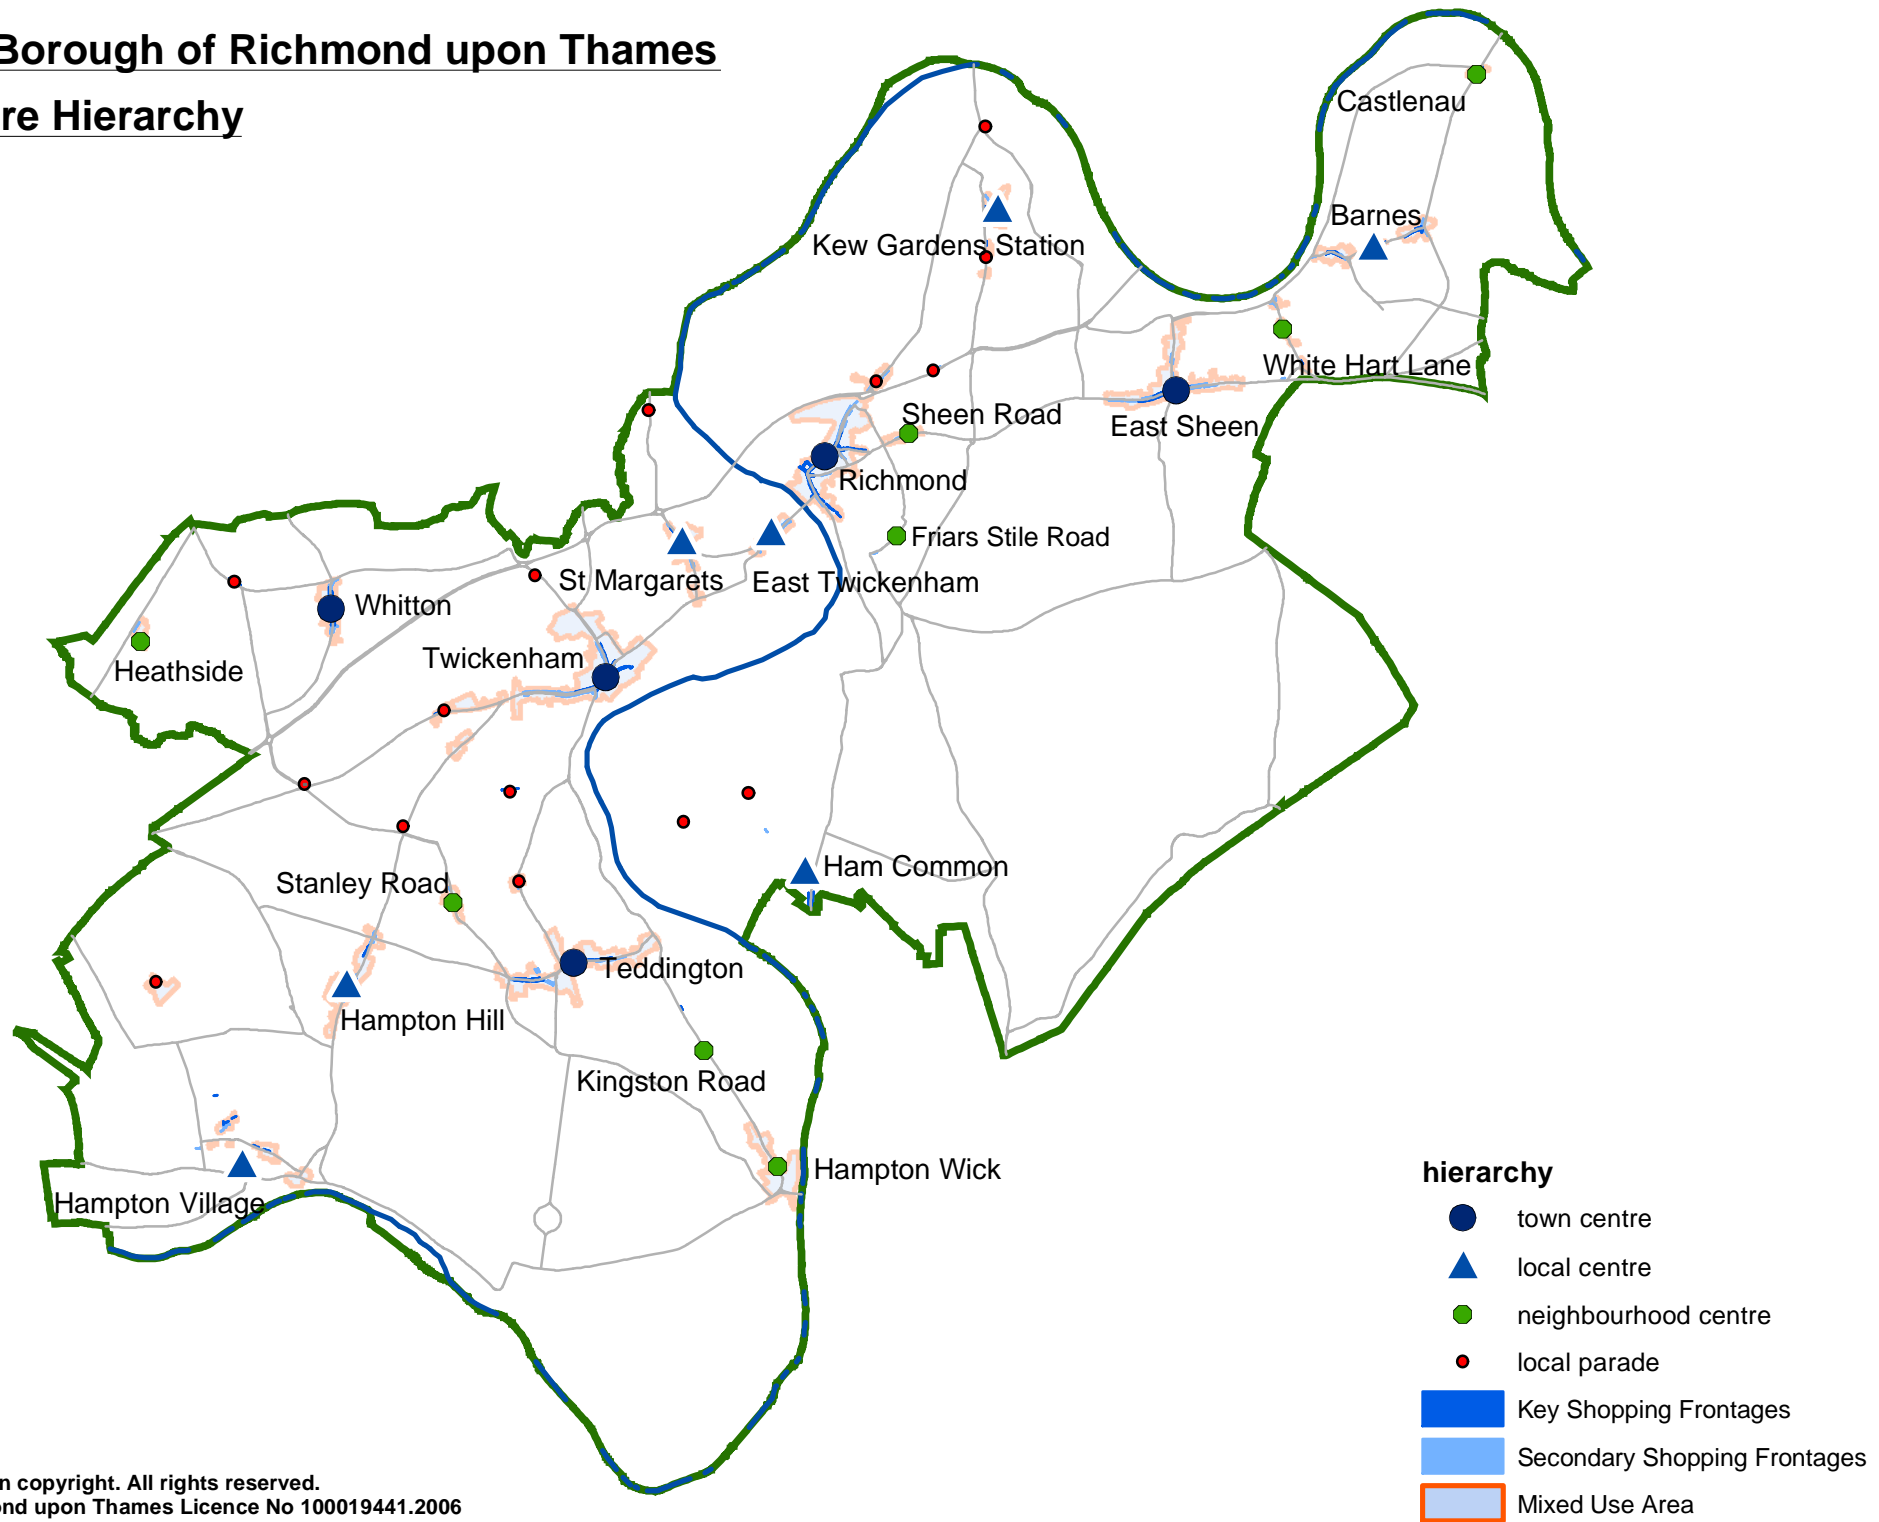 Borough of Richmond upon Thames
re Hierarchy
Castlenau
Barnes
Kew Gardens Station
White Hart Lane
Sheen Road
East Sheen
Richmond
Friars Stile Road
St Margarets
East Twickenham
Whitton
Twickenham
Heathside
Ham Common
Stanley Road
Teddington
Hampton Hill
Kingston Road
Hampton Wick
Hampton Village
hierarchy
town centre
local centre
neighbourhood centre
local parade
Key Shopping Frontages
Secondary Shopping Frontages
Mixed Use Area
n copyright. All rights reserved.
ond upon Thames Licence No 100019441.2006